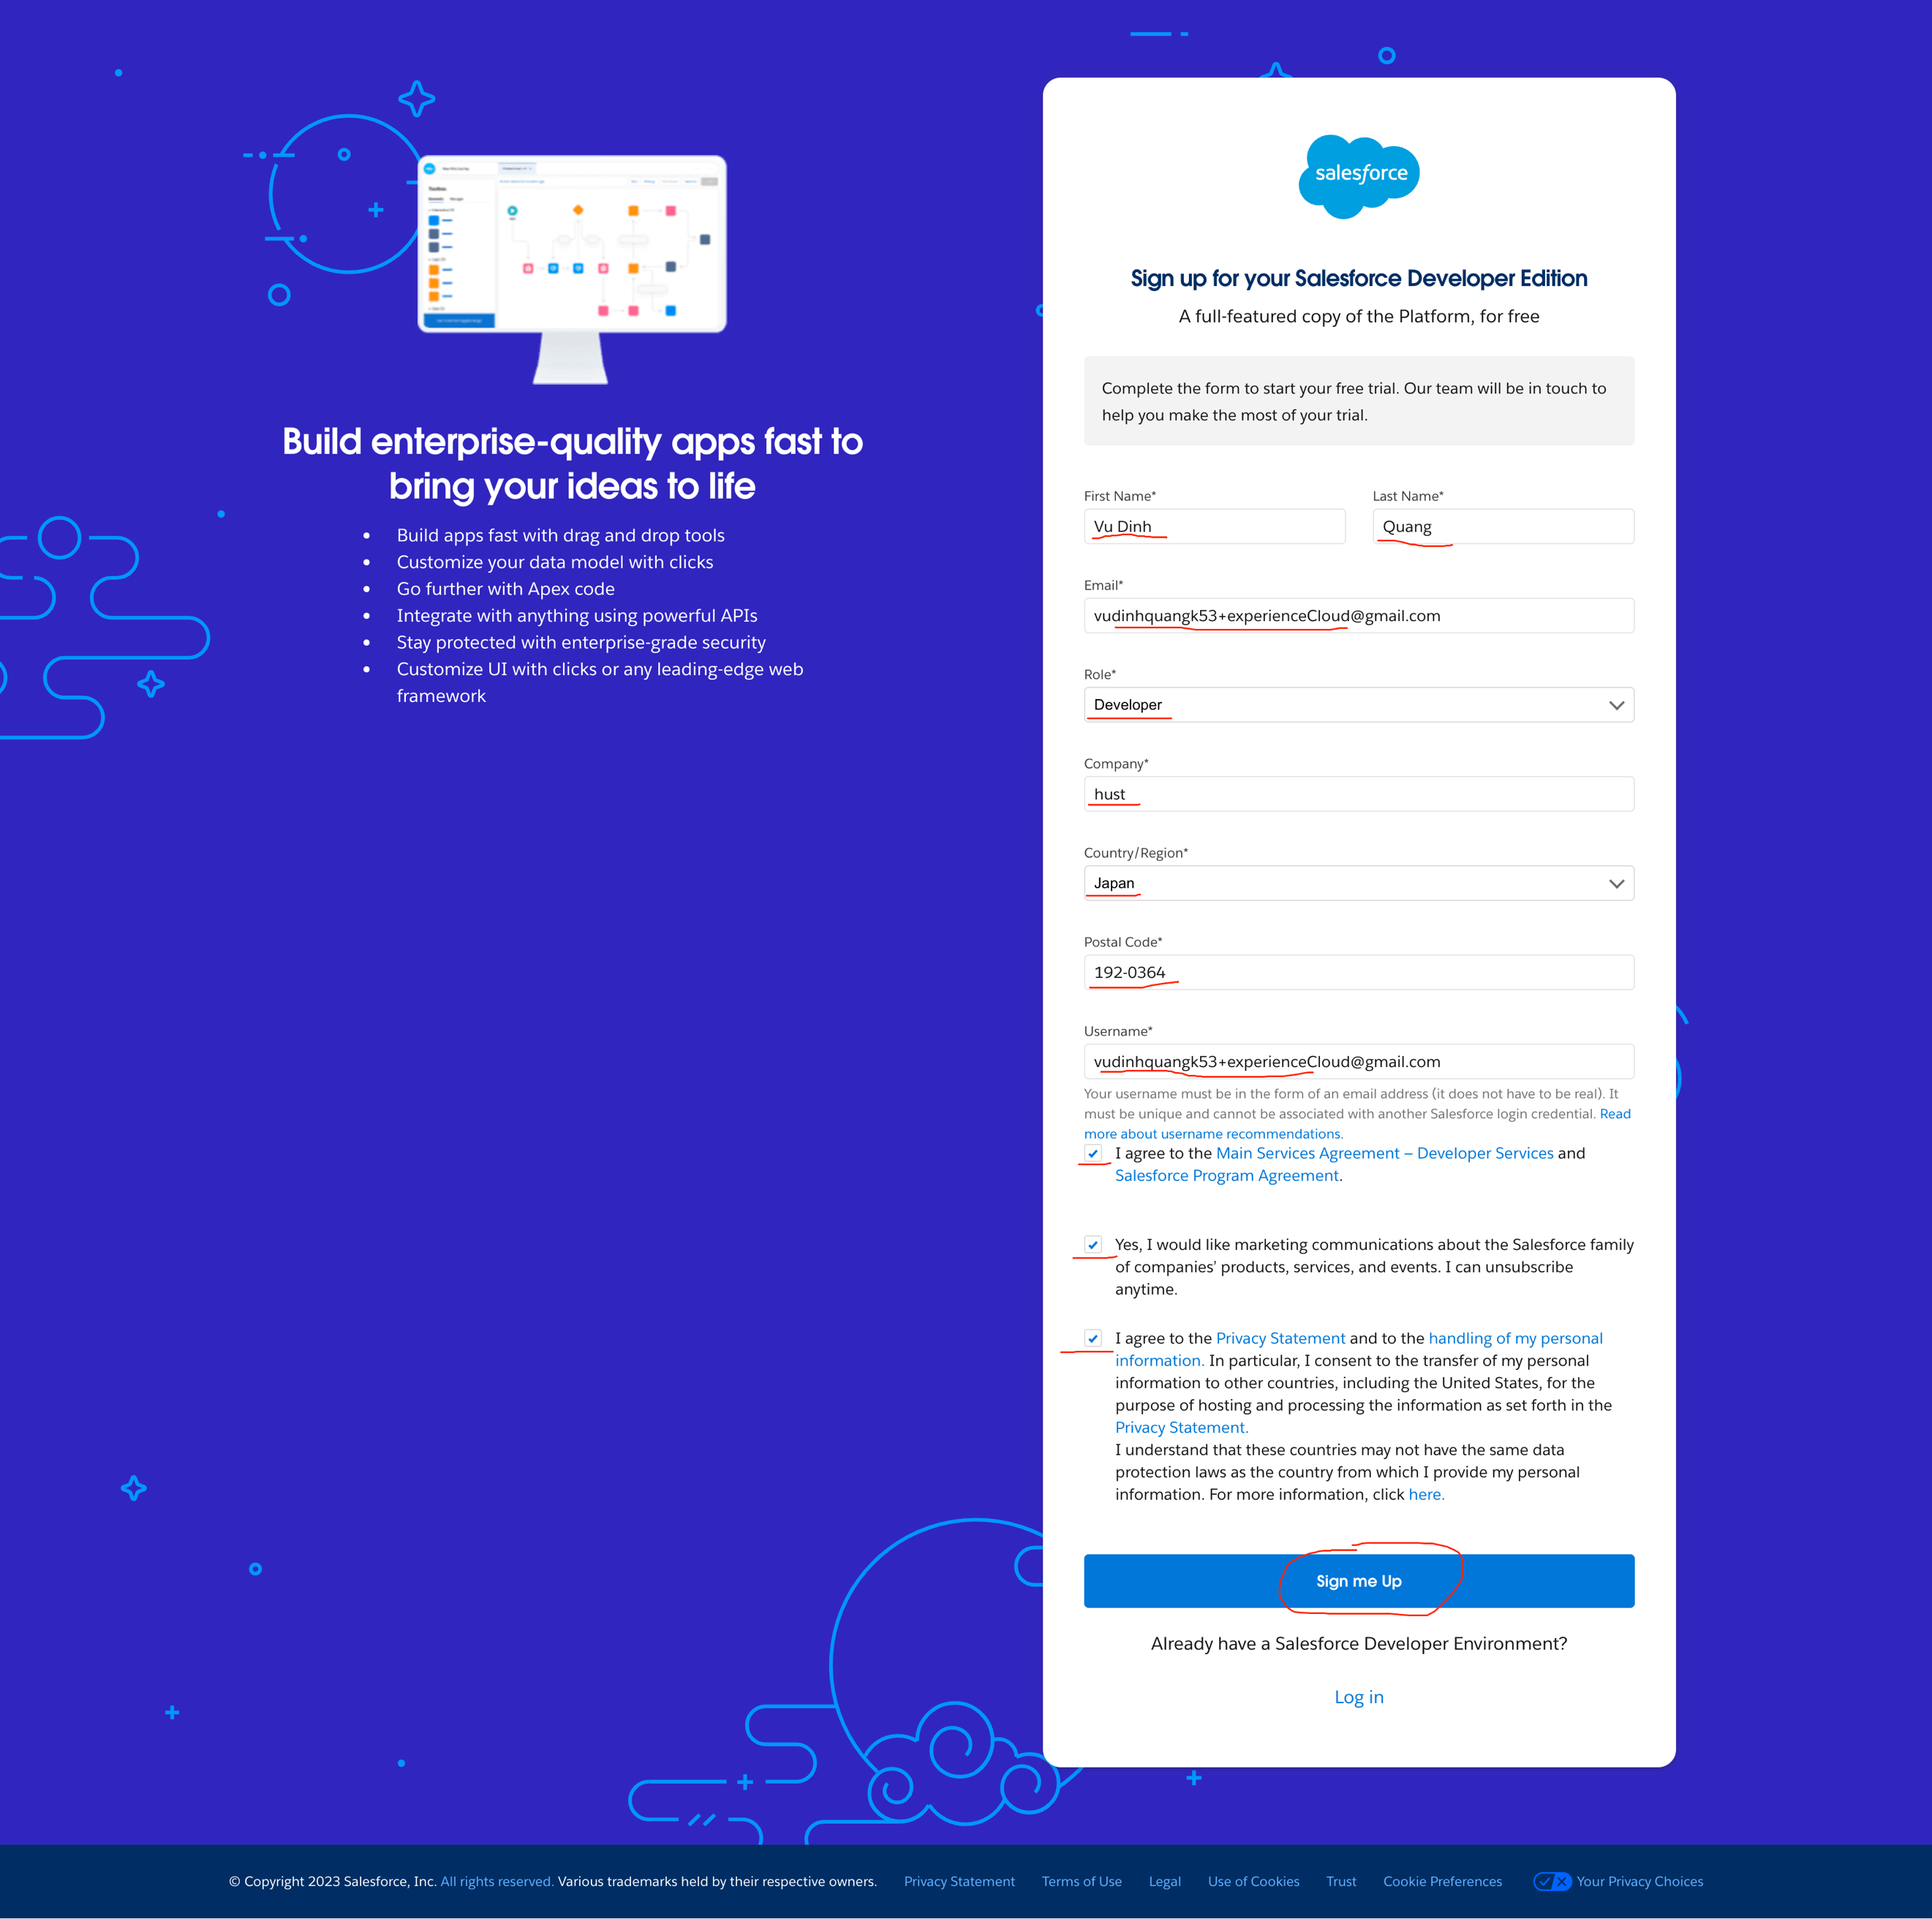 salesforce
Sign up for your Salesforce Developer Edition
A full-featured copy of the Platform, for free
Complete the form to start your free trial. Our team will be in touch to
help you make the most of your trial.
Build enterprise-quality apps fast to
bring your ideas to life
• Build apps fast with drag and drop tools
• Customize your data model with clicks
• Go further with Apex code
• Integrate with anything using powerful APIs
• Stay protected with enterprise-grade security
• Customize UI with clicks or any leading-edge web
framework
First Name* Last Name*
Vu Dinh Quang
Email*
vudinhquangk53+experienceCloud@gmail.com
Role*
Developer
Company*
hust
Country/Region*
Japan
Postal Code*
192-0364
Username*
vudinhquangk53+experienceCloud@gmail.com
Your username must be in the form of an email address (it does not have to be real). It
must be unique and cannot be associated with another Salesforce login credential. Read
more about username recommendations.
I agree to the Main Services Agreement – Developer Services and
Salesforce Program Agreement.
Yes, I would like marketing communications about the Salesforce family
of companies' products, services, and events. I can unsubscribe
anytime.
I agree to the Privacy Statement and to the handling of my personal
information. In particular, I consent to the transfer of my personal
information to other countries, including the United States, for the
purpose of hosting and processing the information as set forth in the
Privacy Statement.
I understand that these countries may not have the same data
protection laws as the country from which I provide my personal
information. For more information, click here.
Sign me Up
Already have a Salesforce Developer Environment?
Log in
© Copyright 2023 Salesforce, Inc. All rights reserved. Various trademarks held by their respective owners. Privacy Statement Terms of Use Legal Use of Cookies Trust Cookie Preferences Your Privacy Choices